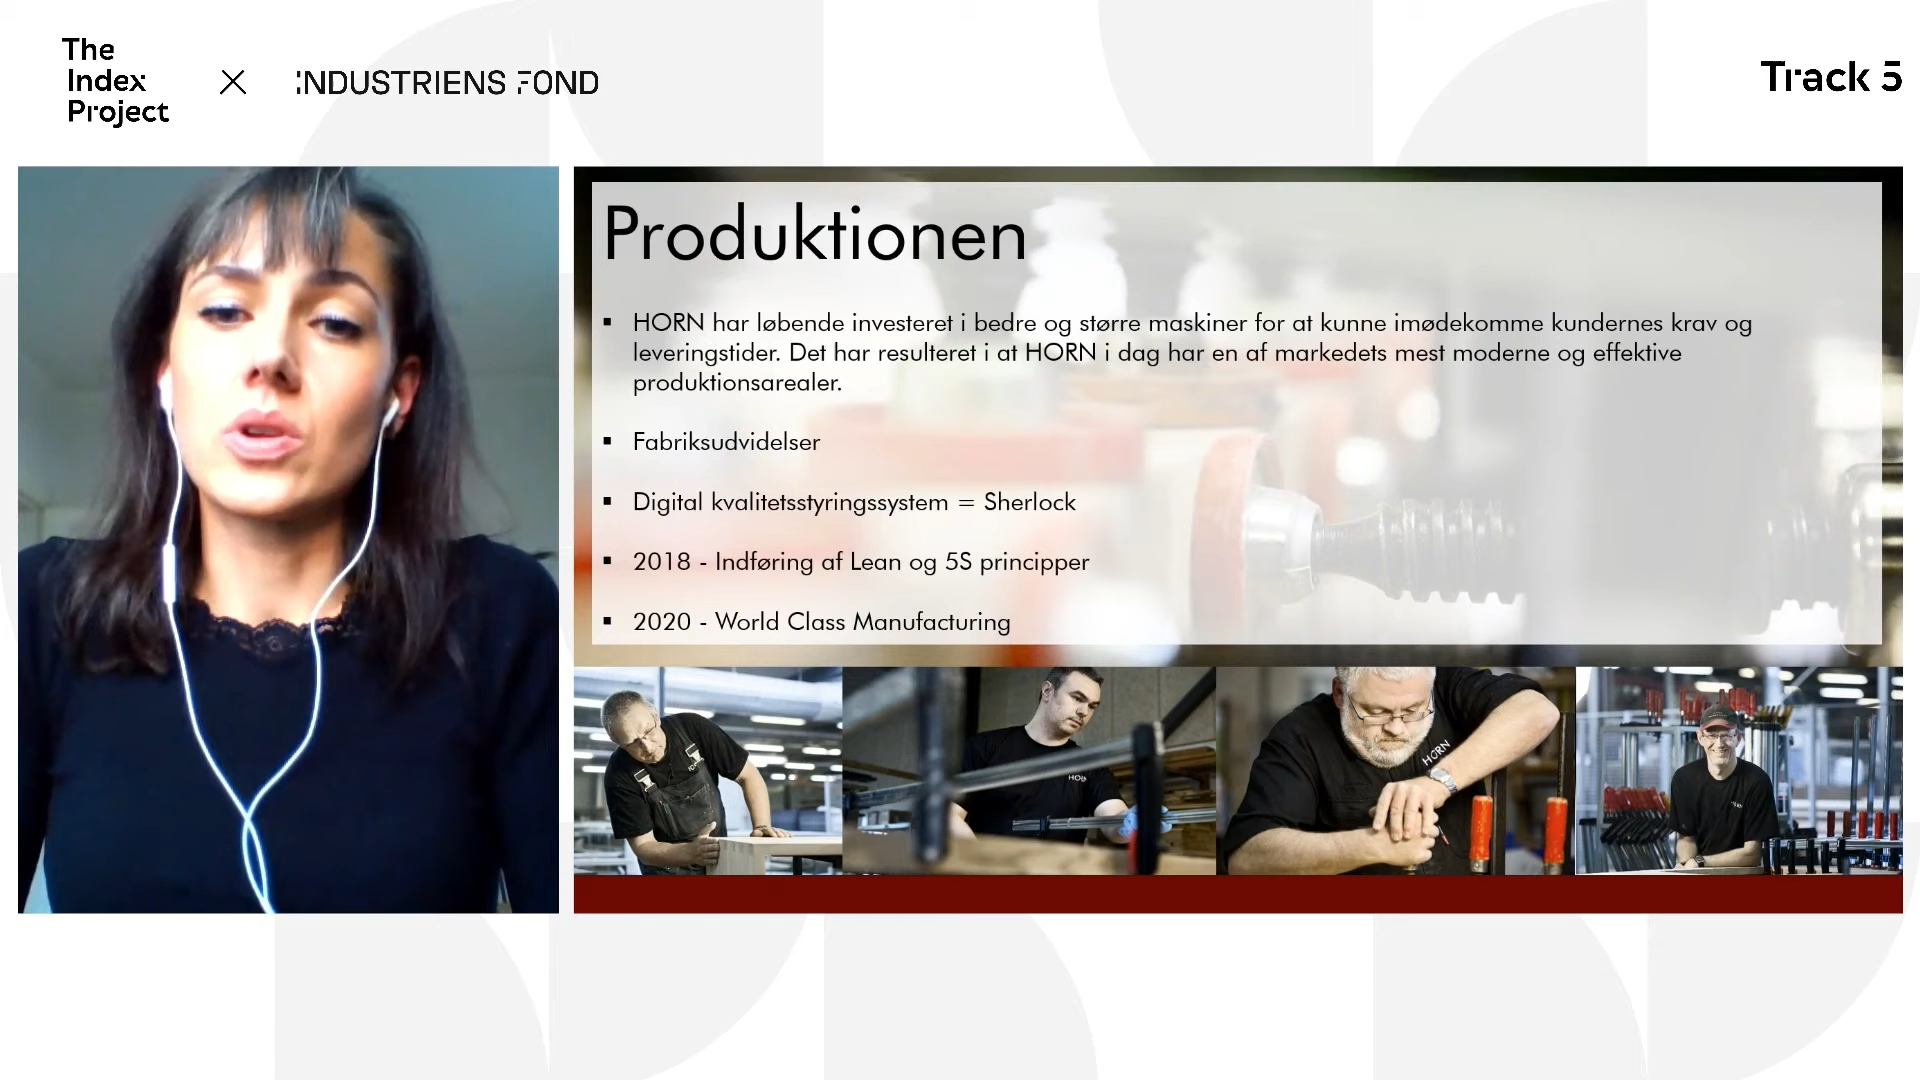 The
Index
Project
INDUSTRIENS FOND
Track 5
Produktionen
▪ HORN har løbende investeret i bedre og større maskiner for at kunne imødekomme kundernes krav og
leveringstider. Det har resulteret i at HORN i dag har en af markedets mest moderne og effektive
produktionsarealer.
▪ Fabriksudvidelser
▪ Digital kvalitetsstyringssystem = Sherlock
▪ 2018 - Indføring af Lean og 5S principper
▪ 2020 - World Class Manufacturing
HORN
HORN